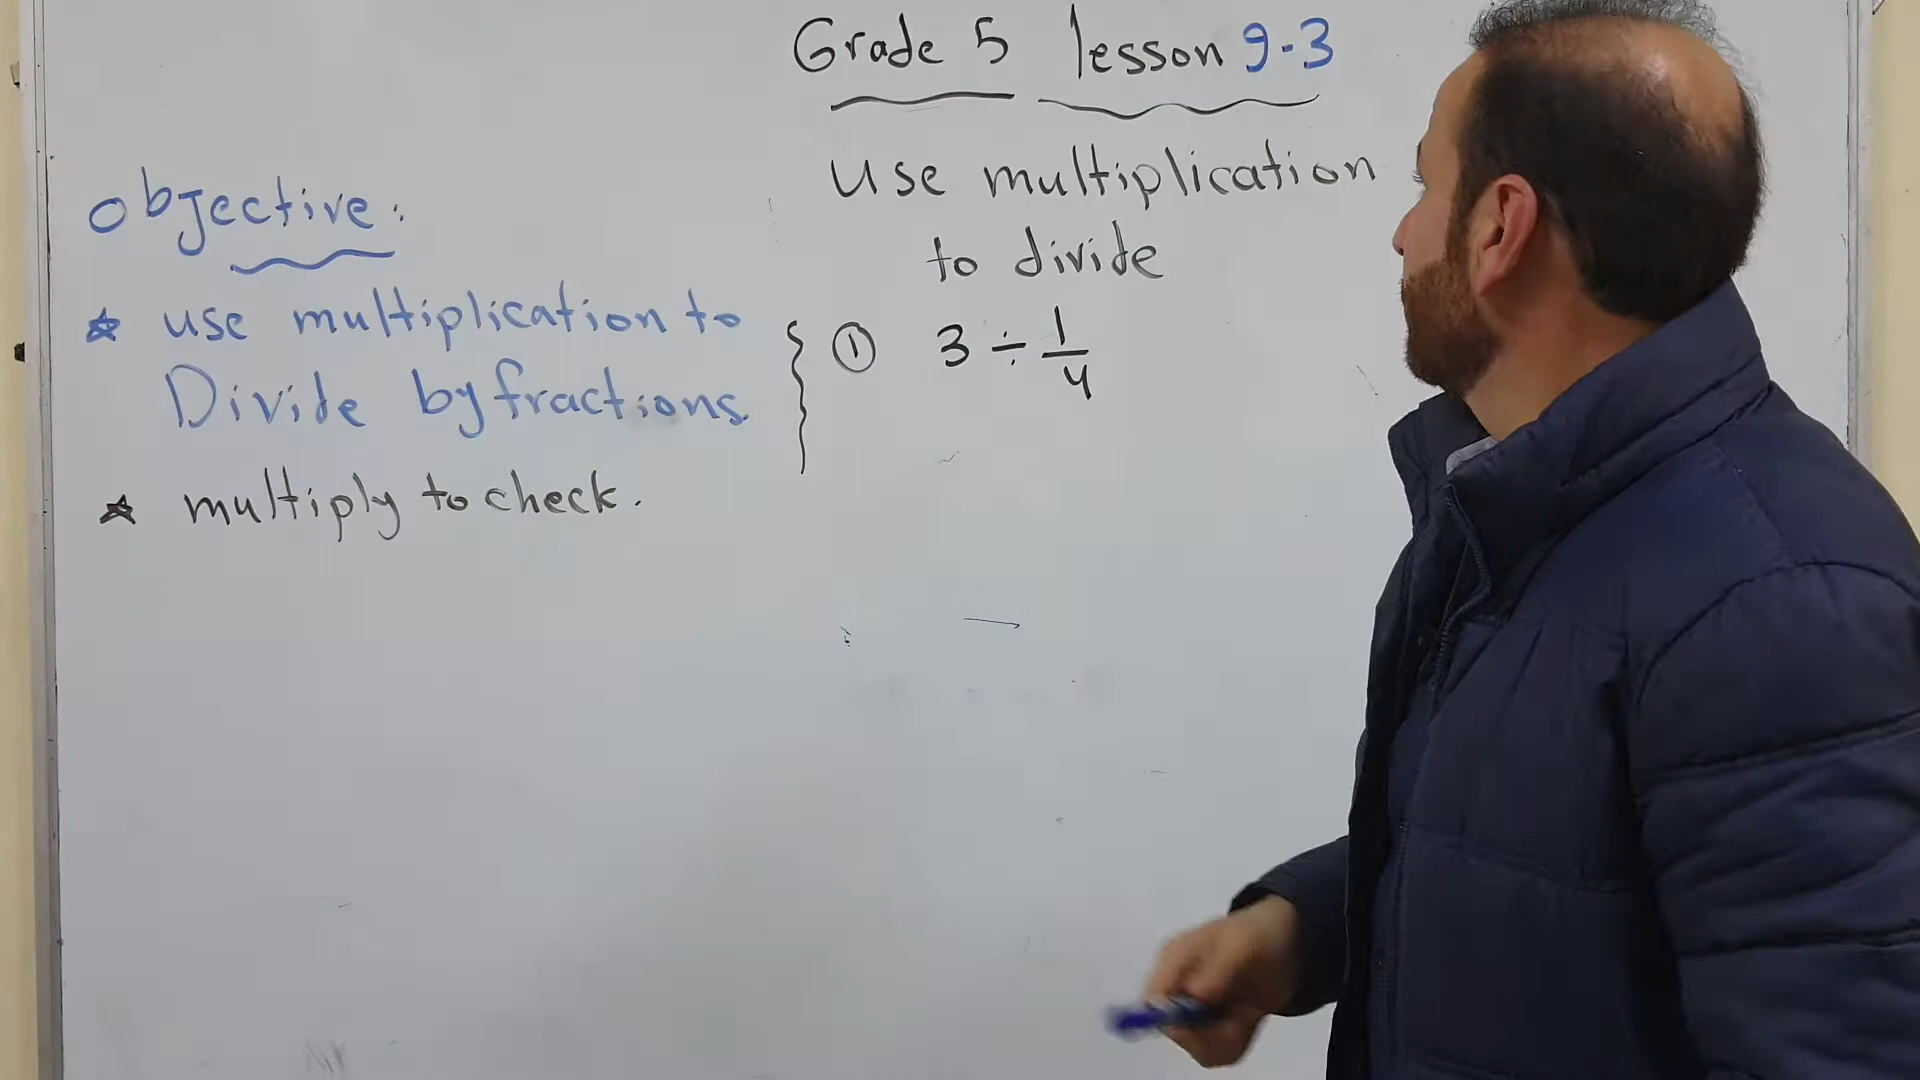 Grade 5 lesson 9-3
use multiplication
to divide
objective:
☆ use multiplication to
Divide by fractions.
☆ multiply to check.
① 3 ÷ 1/4